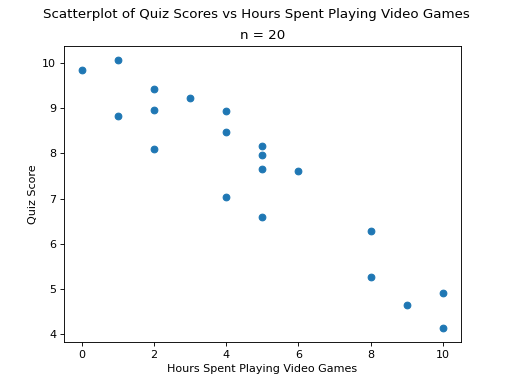 Scatterplot of Quiz Scores vs Hours Spent Playing Video Games
n = 20
10
9
8
7
6
5
4
Quiz Score
0 2 4 6 8 10
Hours Spent Playing Video Games